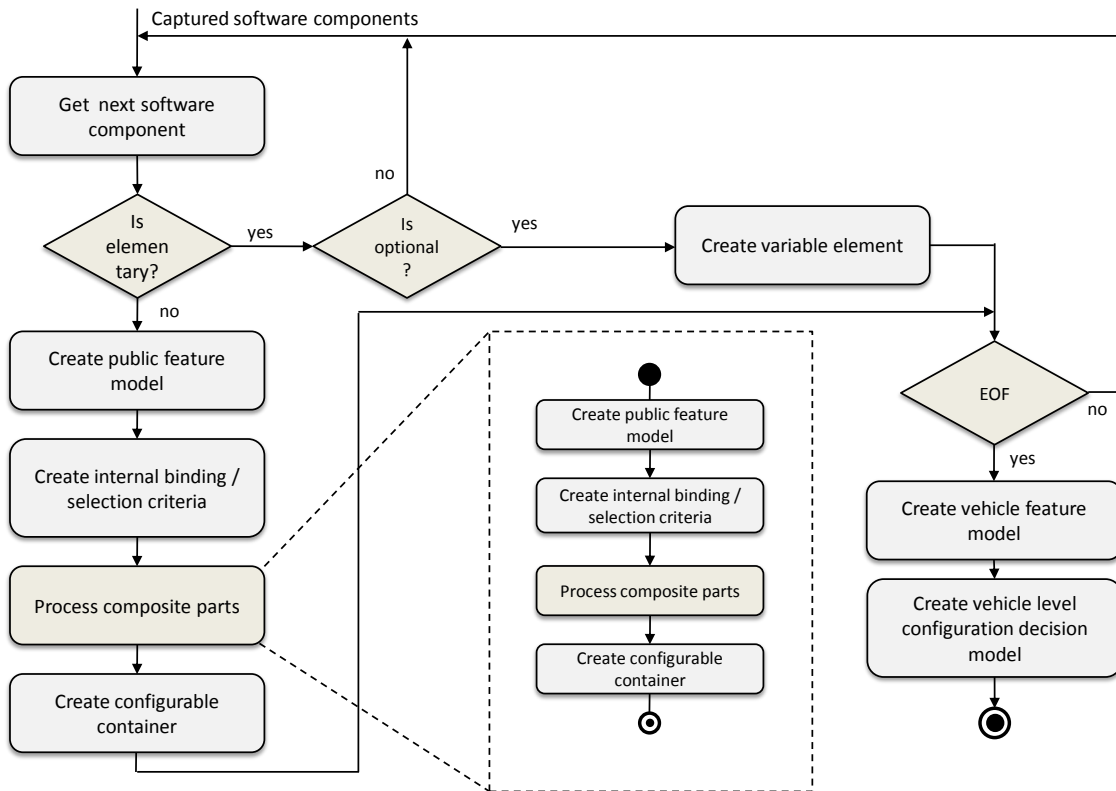 Captured software components
Get next software
component
no
Is
elemen
tary?
yes
Is
optional
?
yes
Create variable element
no
Create public feature
model
EOF
no
Create public feature
model
yes
Create internal binding /
selection criteria
Create internal binding /
selection criteria
Create vehicle feature
model
Process composite parts
Process composite parts
Create vehicle level
configuration decision
model
Create configurable
container
Create configurable
container